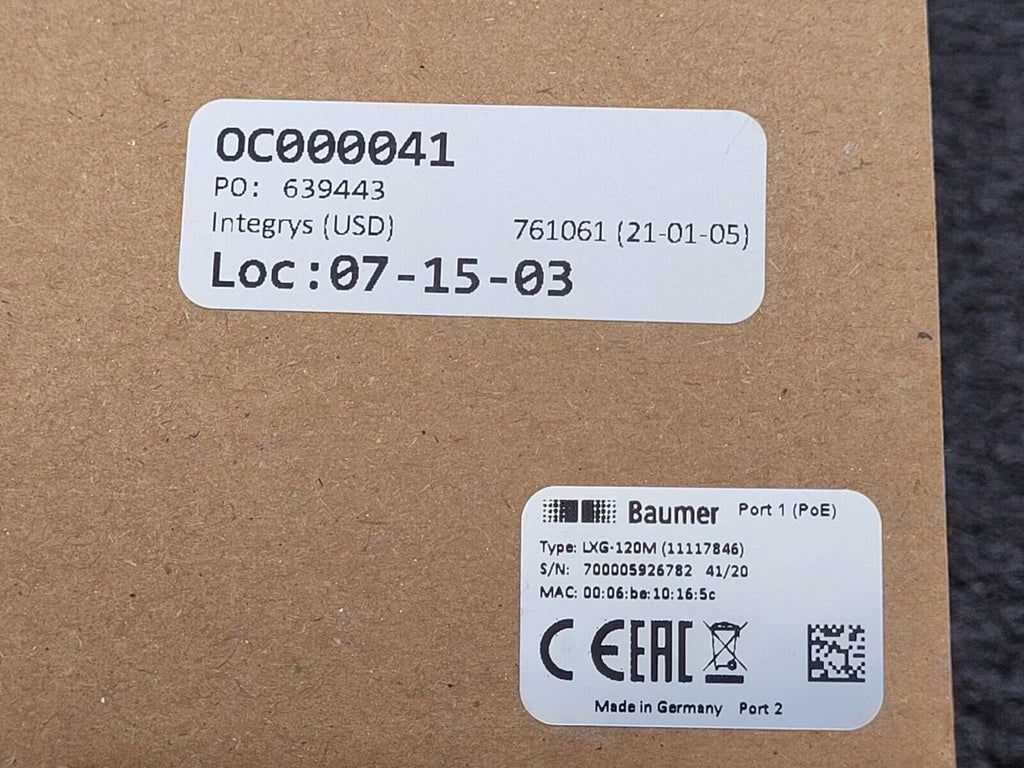 OC000041
PO: 639443
Integrys (USD) 761061 (21-01-05)
Loc:07-15-03
Baumer Port 1 (PoE)
Type: LXG-120M (11117846)
S/N: 700005926782 41/20
MAC: 00:06:be:10:16:5c
CE EAC
Made in Germany Port 2